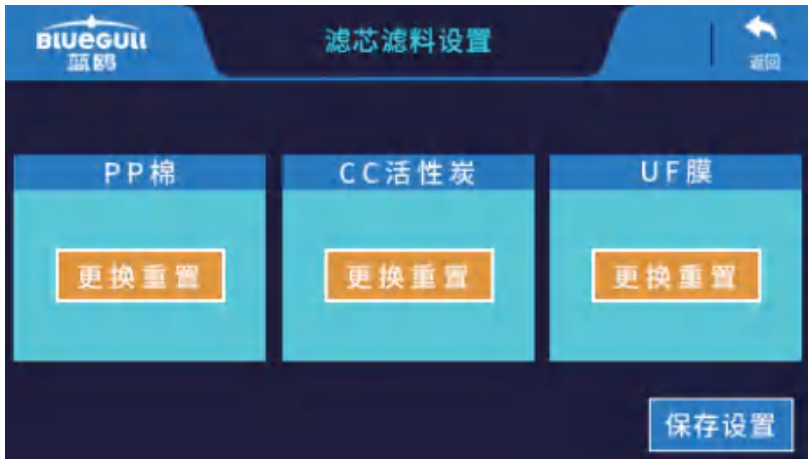 BLUEGULL
蓝鸥
滤芯滤料设置
返回
PP棉
CC活性炭
UF膜
更换重置
更换重置
更换重置
保存设置